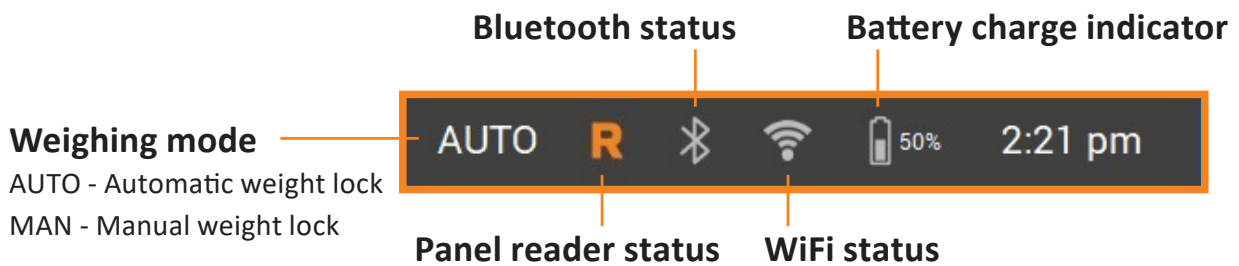 Bluetooth status
Battery charge indicator
Weighing mode
AUTO - Automatic weight lock
MAN - Manual weight lock
AUTO R 50% 2:21 pm
Panel reader status
WiFi status